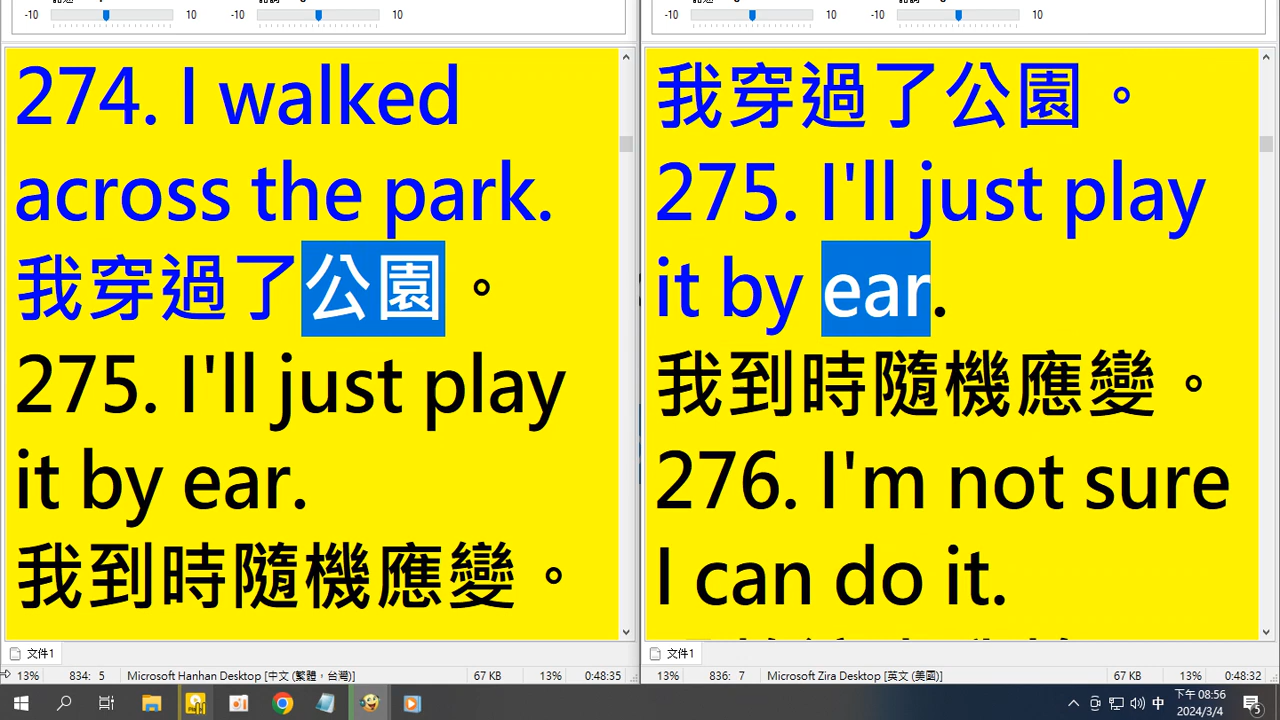 -10 10 -10 10
274. I walked
across the park.
我穿過了公園。
275. I'll just play
it by ear.
我到時隨機應變。
文件1
13% 834: 5 Microsoft Hanhan Desktop [中文 (繁體，台灣)] 67 KB 13% 0:48:35
-10 10 -10 10
我穿過了公園。
275. I'll just play
it by ear.
我到時隨機應變。
276. I'm not sure
I can do it.
文件1
13% 836: 7 Microsoft Zira Desktop [英文 (美國)] 67 KB 13% 0:48:32
中
下午 08:56
2024/3/4
5